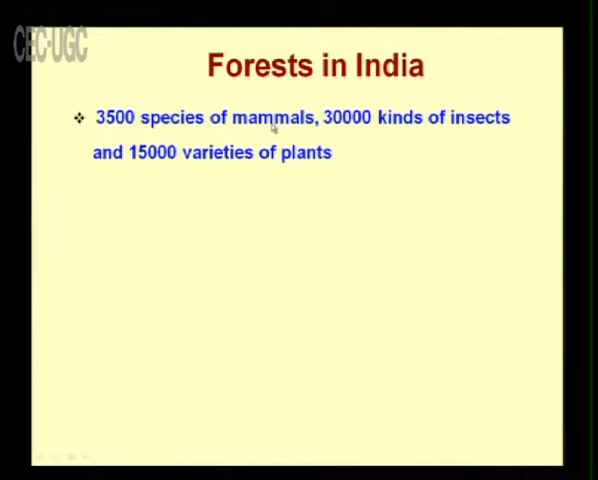 CEC-UGC
Forests in India
❖ 3500 species of mammals, 30000 kinds of insects
and 15000 varieties of plants